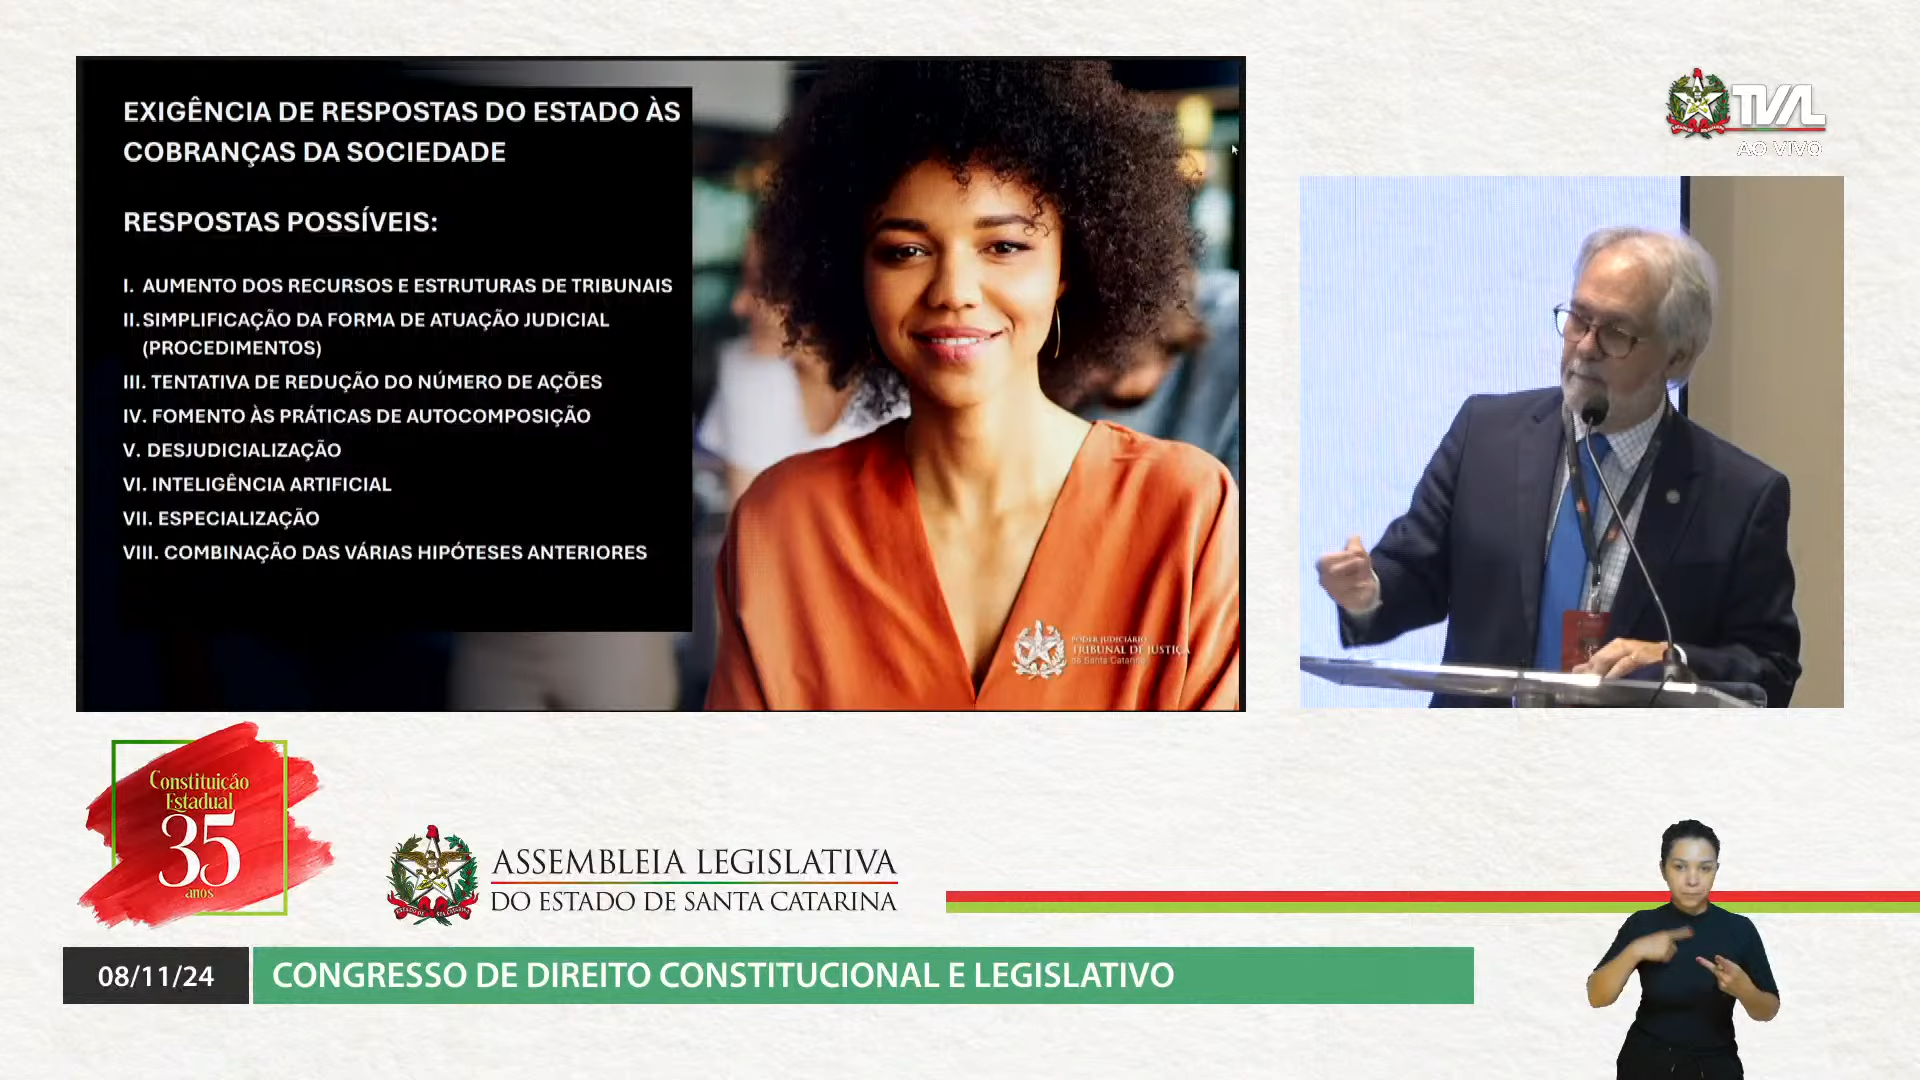 EXIGÊNCIA DE RESPOSTAS DO ESTADO ÀS
COBRANÇAS DA SOCIEDADE
RESPOSTAS POSSÍVEIS:
I. AUMENTO DOS RECURSOS E ESTRUTURAS DE TRIBUNAIS
II. SIMPLIFICAÇÃO DA FORMA DE ATUAÇÃO JUDICIAL
(PROCEDIMENTOS)
III. TENTATIVA DE REDUÇÃO DO NÚMERO DE AÇÕES
IV. FOMENTO ÀS PRÁTICAS DE AUTOCOMPOSIÇÃO
V. DESJUDICIALIZAÇÃO
VI. INTELIGÊNCIA ARTIFICIAL
VII. ESPECIALIZAÇÃO
VIII. COMBINAÇÃO DAS VÁRIAS HIPÓTESES ANTERIORES
PODER JUDICIÁRIO
TRIBUNAL DE JUSTIÇA
de Santa Catarina
TVAL
AO VIVO
Constituição
Estadual
35
anos
ASSEMBLEIA LEGISLATIVA
DO ESTADO DE SANTA CATARINA
08/11/24
CONGRESSO DE DIREITO CONSTITUCIONAL E LEGISLATIVO